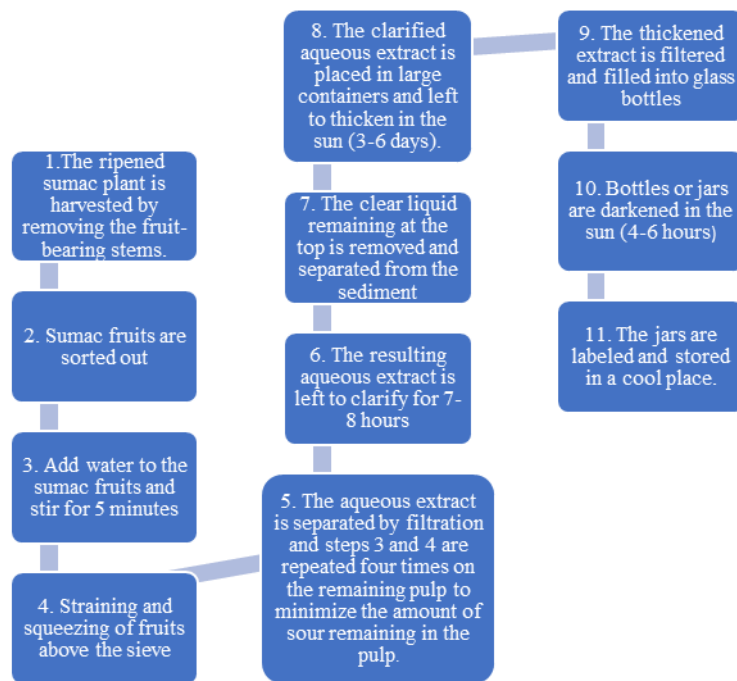 1.The ripened
sumac plant is
harvested by
removing the fruit-
bearing stems.
2. Sumac fruits are
sorted out
3. Add water to the
sumac fruits and
stir for 5 minutes
4. Straining and
squeezing of fruits
above the sieve
5. The aqueous extract
is separated by filtration
and steps 3 and 4 are
repeated four times on
the remaining pulp to
minimize the amount of
sour remaining in the
pulp.
6. The resulting
aqueous extract is
left to clarify for 7-
8 hours
7. The clear liquid
remaining at the
top is removed and
separated from the
sediment
8. The clarified
aqueous extract is
placed in large
containers and left
to thicken in the
sun (3-6 days).
9. The thickened
extract is filtered
and filled into glass
bottles
10. Bottles or jars
are darkened in the
sun (4-6 hours)
11. The jars are
labeled and stored
in a cool place.